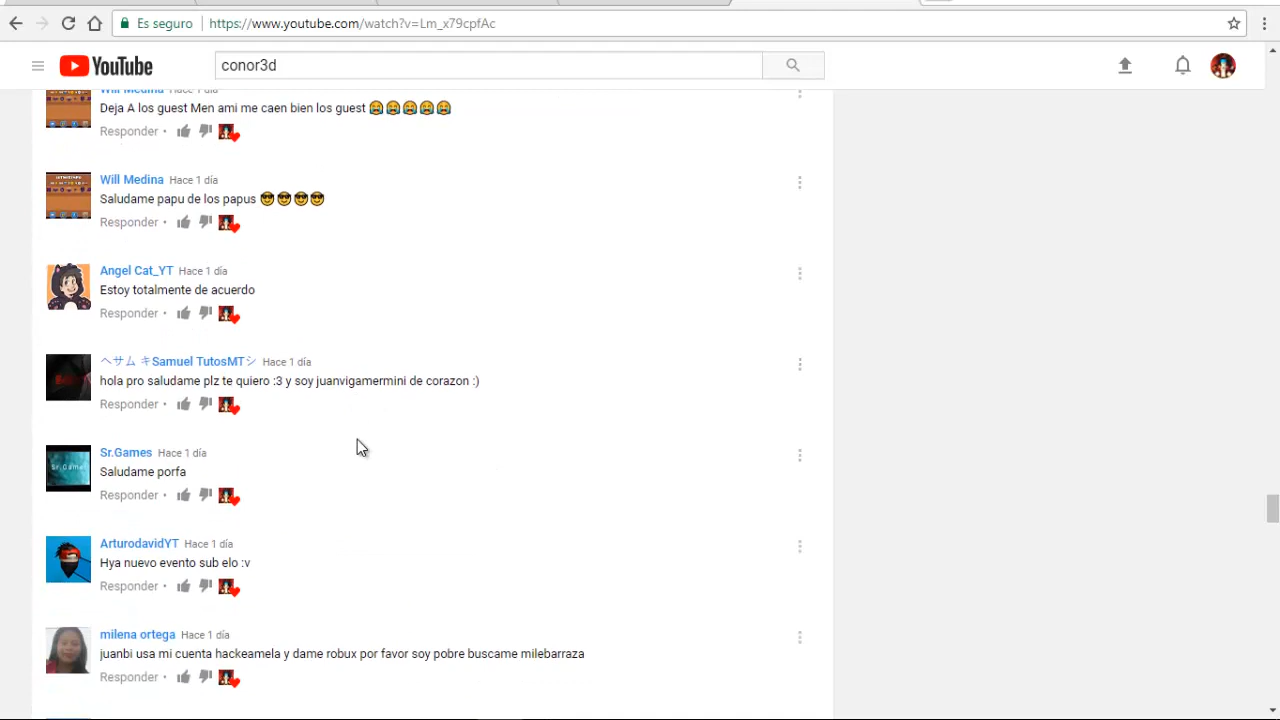 Es seguro https://www.youtube.com/watch?v=Lm_x79cpfAc
YouTube conor3d
Will Medina Hace 1 día
Deja A los guest Men ami me caen bien los guest 😭😭😭😭😭
Responder •
Will Medina Hace 1 día
Saludame papu de los papus 😎😎😎😎
Responder •
Angel Cat_YT Hace 1 día
Estoy totalmente de acuerdo
Responder •
ヘサム キSamuel TutosMTシ Hace 1 día
hola pro saludame plz te quiero :3 y soy juanvigamermini de corazon :)
Responder •
Sr.Games Hace 1 día
Saludame porfa
Responder •
ArturodavidYT Hace 1 día
Hya nuevo evento sub elo :v
Responder •
milena ortega Hace 1 día
juanbi usa mi cuenta hackeamela y dame robux por favor soy pobre buscame milebarraza
Responder •